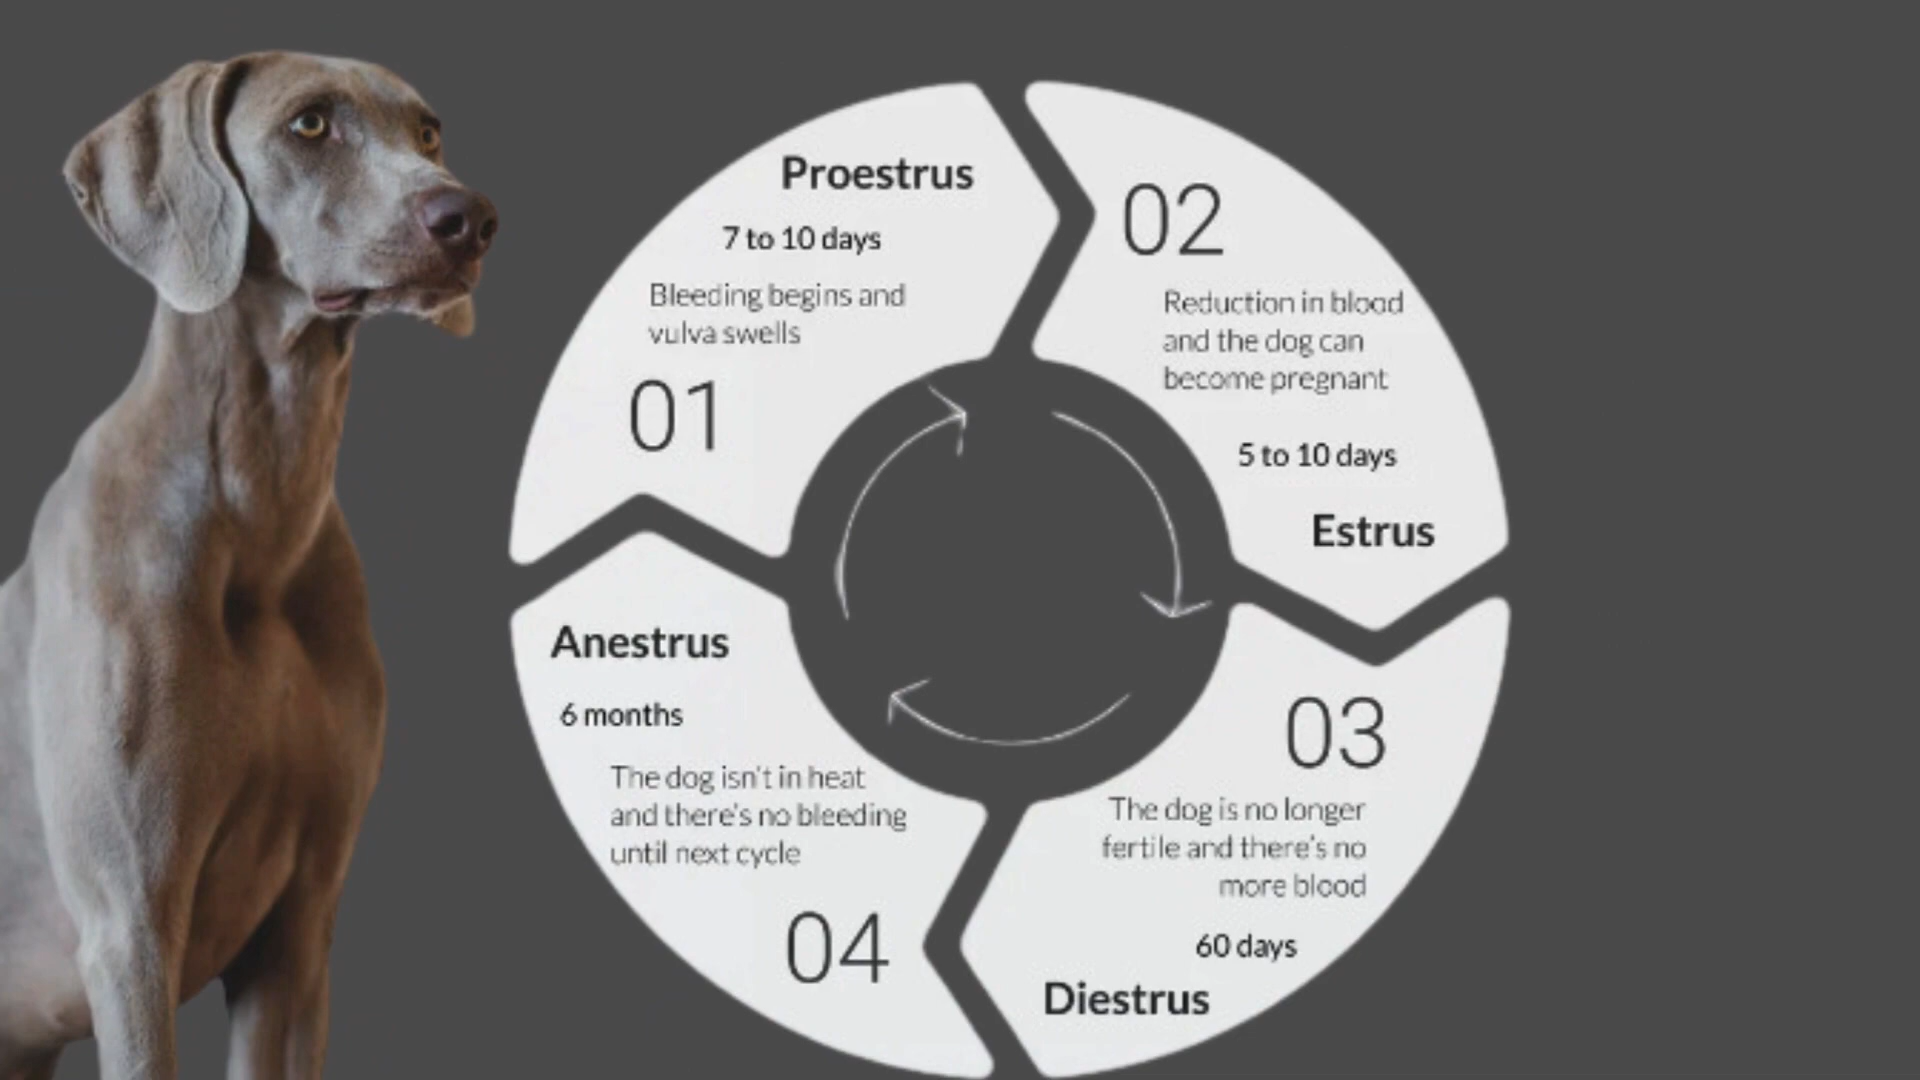 Proestrus
7 to 10 days
Bleeding begins and
vulva swells
01
02
Reduction in blood
and the dog can
become pregnant
5 to 10 days
Estrus
03
The dog is no longer
fertile and there's no
more blood
60 days
Diestrus
Anestrus
6 months
The dog isn't in heat
and there's no bleeding
until next cycle
04